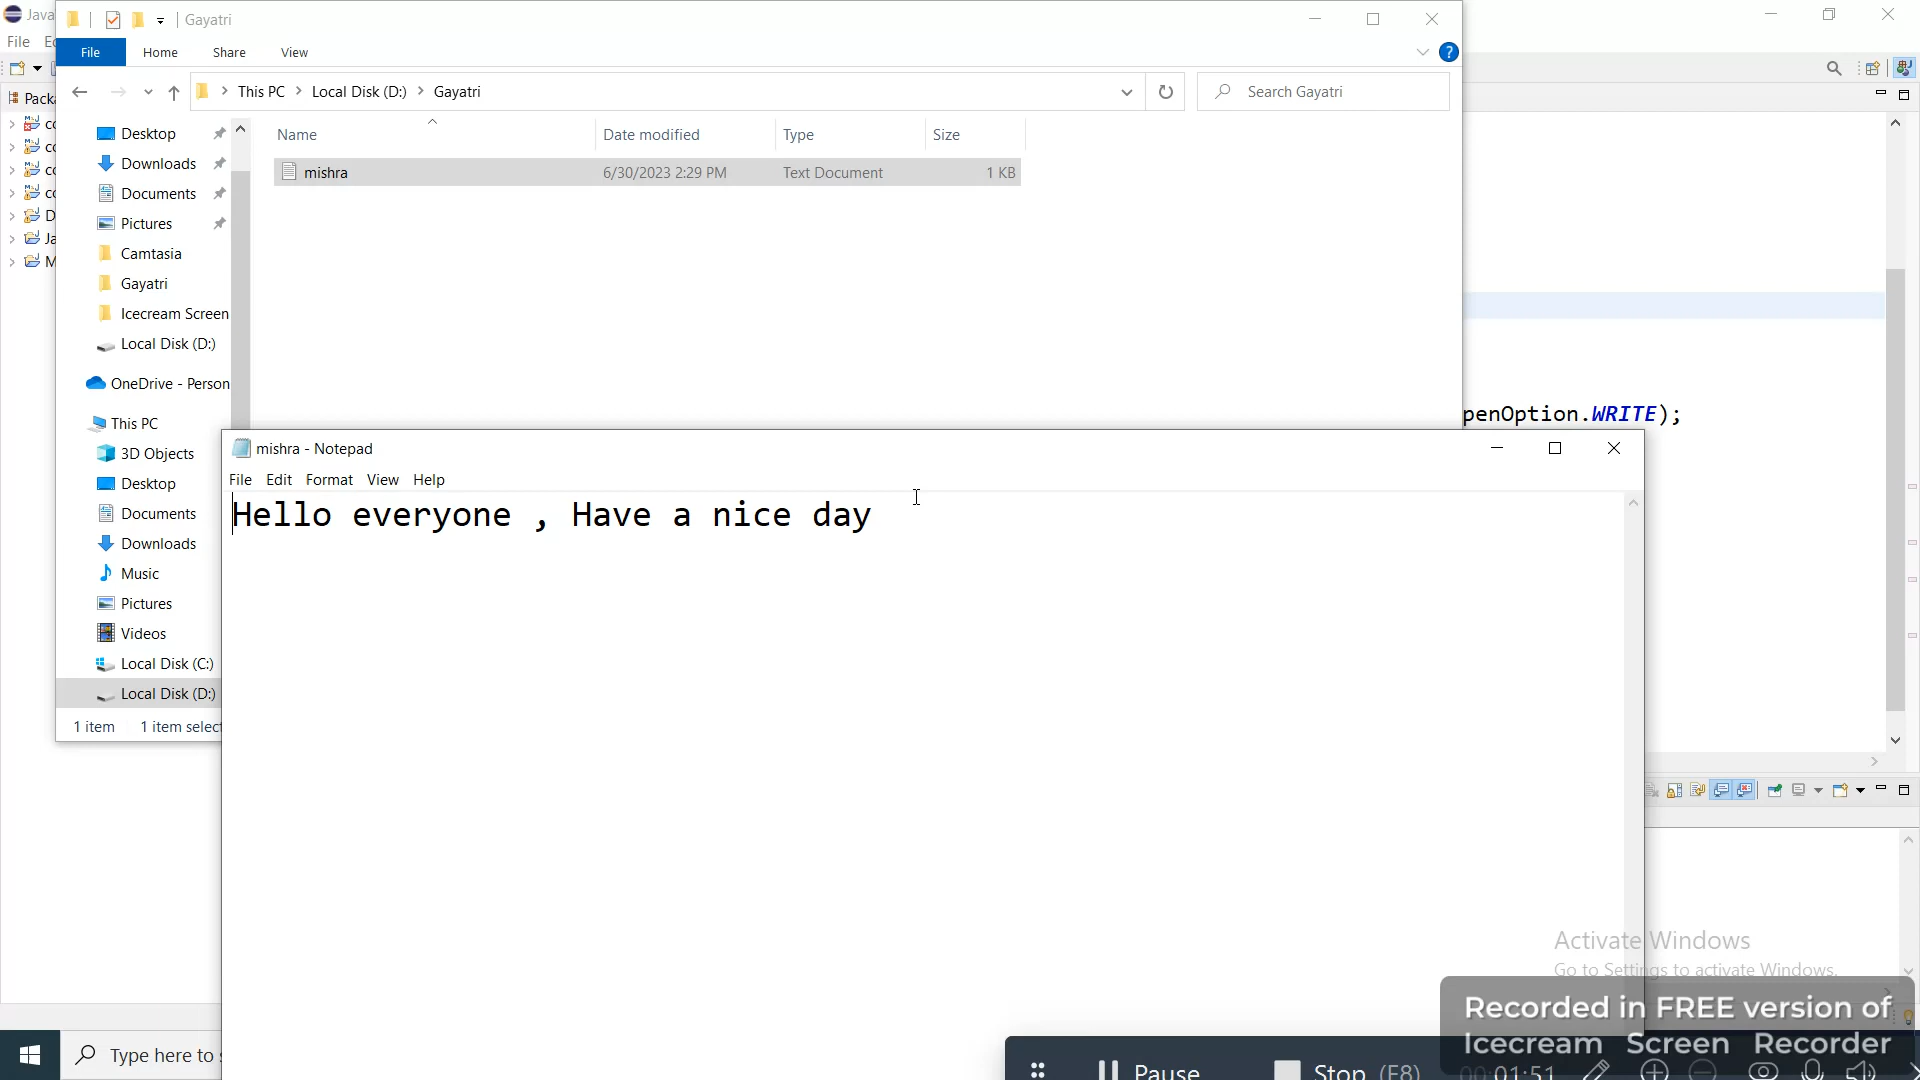 Java
Gayatri
File
File
Home
Share
View
?
This PC
Local Disk (D:)
Gayatri
Search Gayatri
Name
Date modified
Type
Size
mishra
6/30/2023 2:29 PM
Text Document
1 KB
Desktop
Downloads
Documents
Pictures
Camtasia
Gayatri
Icecream Screen
Local Disk (D:)
OneDrive - Person
This PC
3D Objects
Desktop
Documents
Downloads
Music
Pictures
Videos
Local Disk (C:)
Local Disk (D:)
1 item 1 item select
penOption.WRITE);
mishra - Notepad
File Edit Format View Help
Hello everyone , Have a nice day
Activate Windows
Go to Settings to activate Windows.
Recorded in FREE version of
Icecream Screen Recorder
Type here to
Pause
Stop (F8)
00:01:51